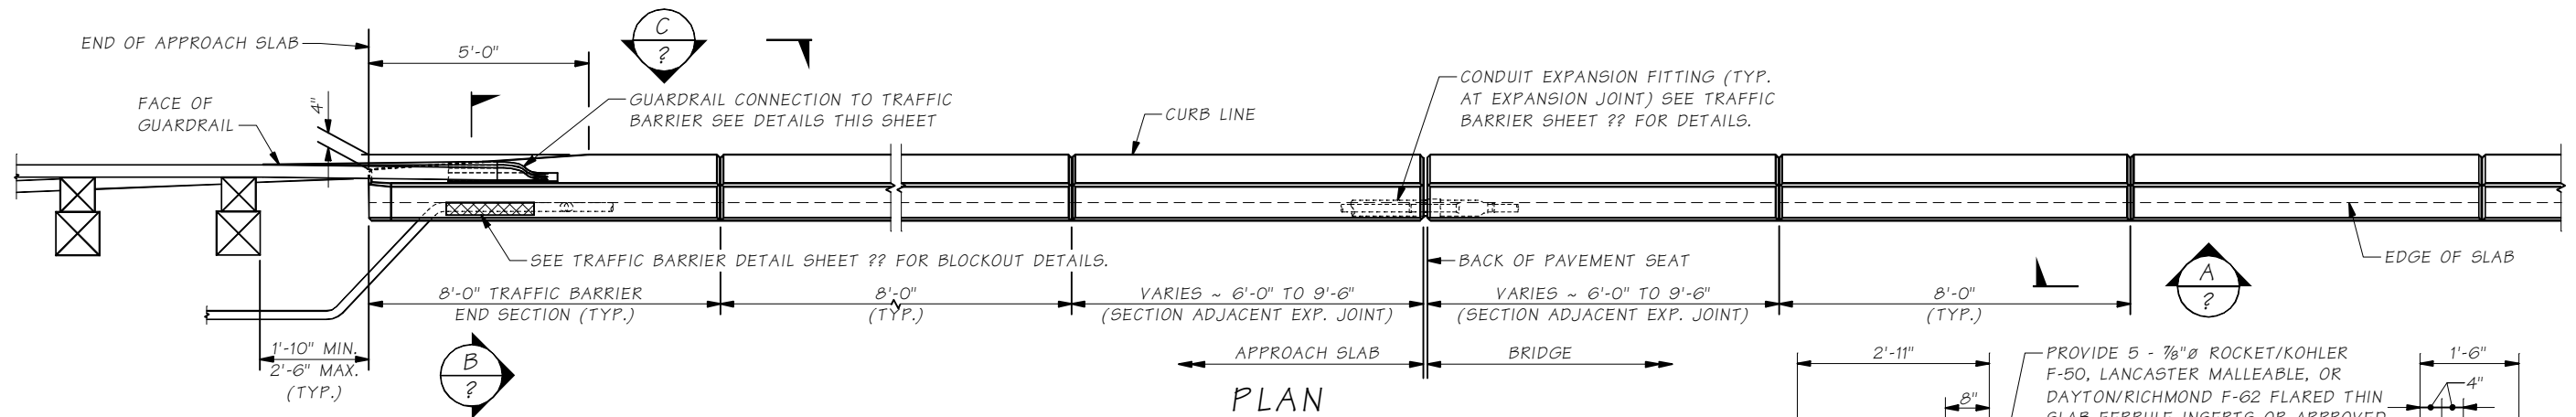 END OF APPROACH SLAB
5'-0"
C
?
FACE OF
GUARDRAIL
4"
GUARDRAIL CONNECTION TO TRAFFIC
BARRIER SEE DETAILS THIS SHEET
CURB LINE
CONDUIT EXPANSION FITTING (TYP.
AT EXPANSION JOINT) SEE TRAFFIC
BARRIER SHEET ?? FOR DETAILS.
SEE TRAFFIC BARRIER DETAIL SHEET ?? FOR BLOCKOUT DETAILS.
BACK OF PAVEMENT SEAT
EDGE OF SLAB
A
?
8'-0" TRAFFIC BARRIER
END SECTION (TYP.)
8'-0"
(TYP.)
VARIES ~ 6'-0" TO 9'-6"
(SECTION ADJACENT EXP. JOINT)
VARIES ~ 6'-0" TO 9'-6"
(SECTION ADJACENT EXP. JOINT)
8'-0"
(TYP.)
1'-10" MIN.
2'-6" MAX.
(TYP.)
B
?
APPROACH SLAB
BRIDGE
PLAN
2'-11"
8"
PROVIDE 5 - ⅞"ø ROCKET/KOHLER
F-50, LANCASTER MALLEABLE, OR
DAYTON/RICHMOND F-62 FLARED THIN
SLAB FERRULE INSERTS OR APPROVED
1'-6"
4"